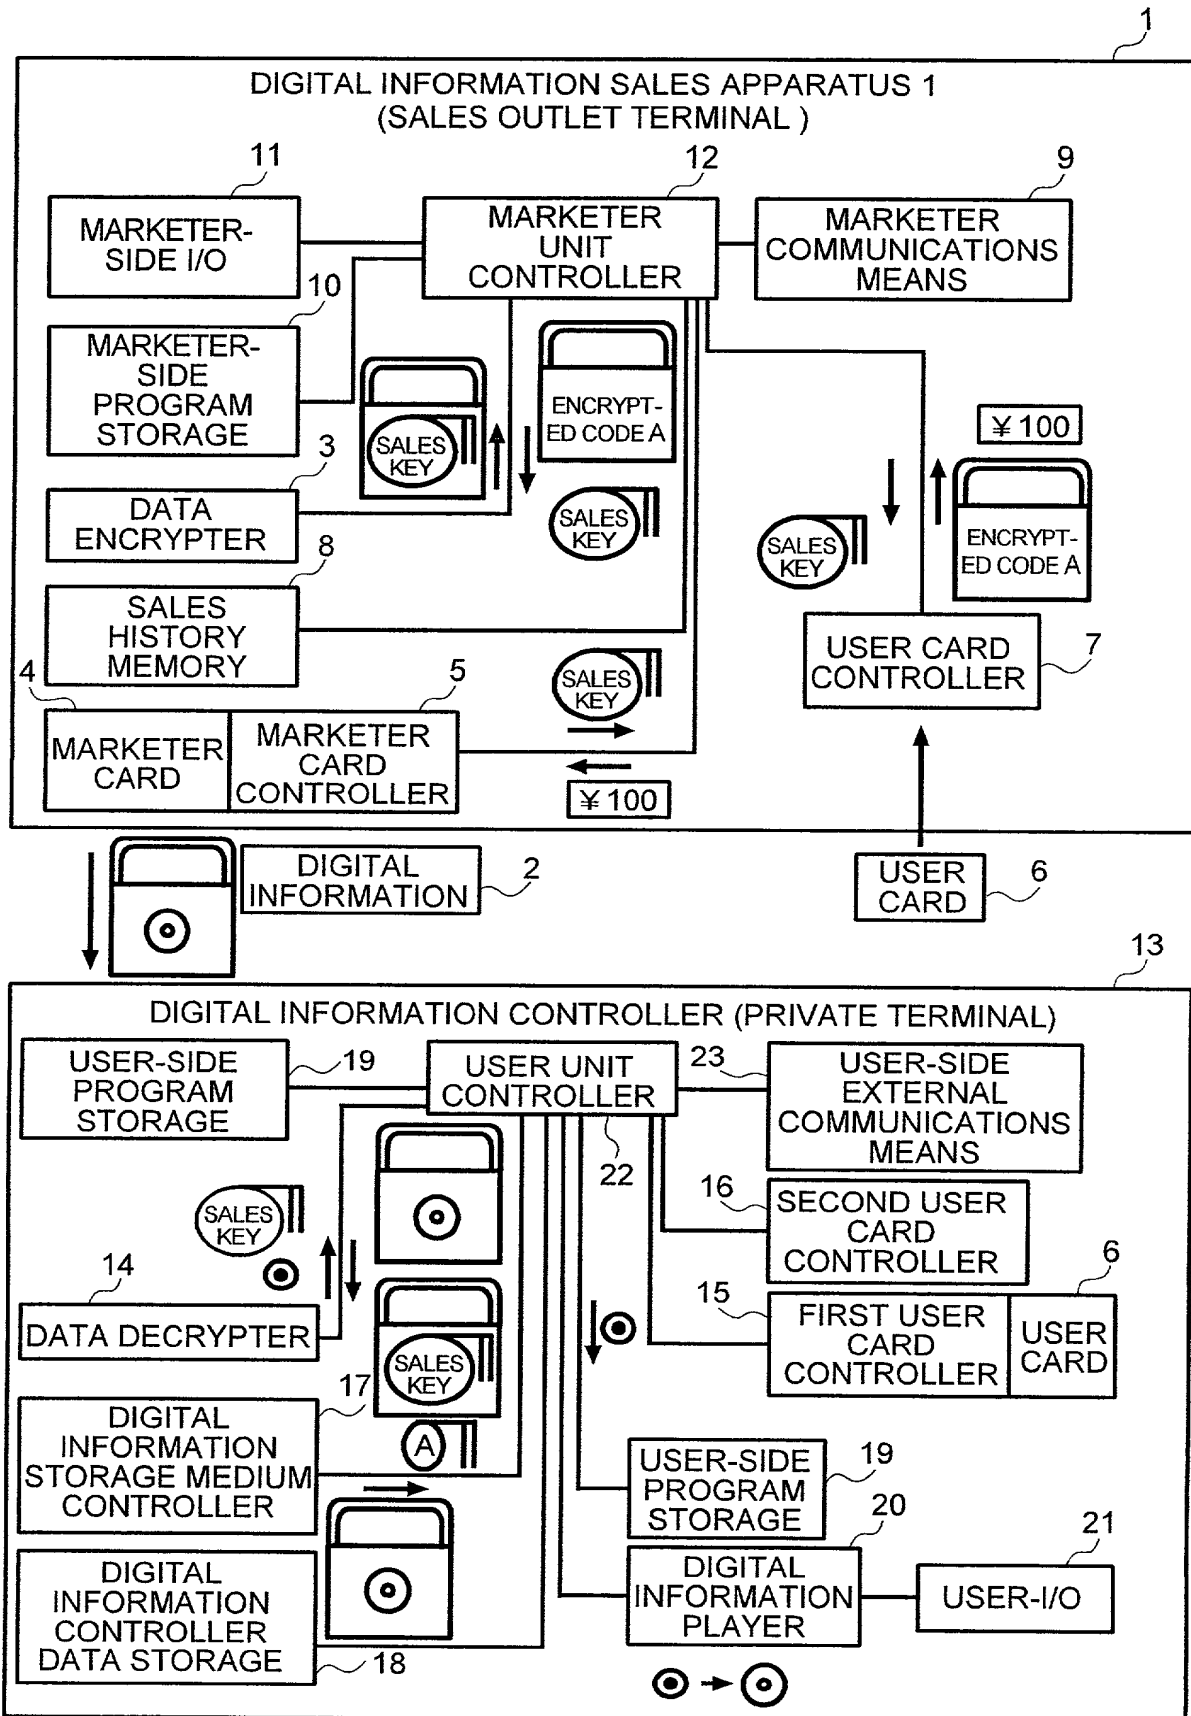 1
DIGITAL INFORMATION SALES APPARATUS 1
(SALES OUTLET TERMINAL )
11
12
9
MARKETER-
SIDE I/O
MARKETER
UNIT
CONTROLLER
MARKETER
COMMUNICATIONS
MEANS
10
MARKETER-
SIDE
PROGRAM
STORAGE
SALES
KEY
ENCRYPT-
ED CODE A
¥ 100
3
DATA
ENCRYPTER
SALES
KEY
SALES
KEY
ENCRYPT-
ED CODE A
8
SALES
HISTORY
MEMORY
USER CARD
CONTROLLER
7
4
5
SALES
KEY
MARKETER
CARD
MARKETER
CARD
CONTROLLER
¥ 100
DIGITAL
INFORMATION
2
USER
CARD
6
13
DIGITAL INFORMATION CONTROLLER (PRIVATE TERMINAL)
USER-SIDE
PROGRAM
STORAGE
19
USER UNIT
CONTROLLER
22
23
USER-SIDE
EXTERNAL
COMMUNICATIONS
MEANS
SALES
KEY
16
SECOND USER
CARD
CONTROLLER
14
DATA DECRYPTER
SALES
KEY
15
6
FIRST USER
CARD
CONTROLLER
USER
CARD
17
DIGITAL
INFORMATION
STORAGE MEDIUM
CONTROLLER
A
USER-SIDE
PROGRAM
STORAGE
19
20
DIGITAL
INFORMATION
CONTROLLER
DATA STORAGE
18
DIGITAL
INFORMATION
PLAYER
21
USER-I/O